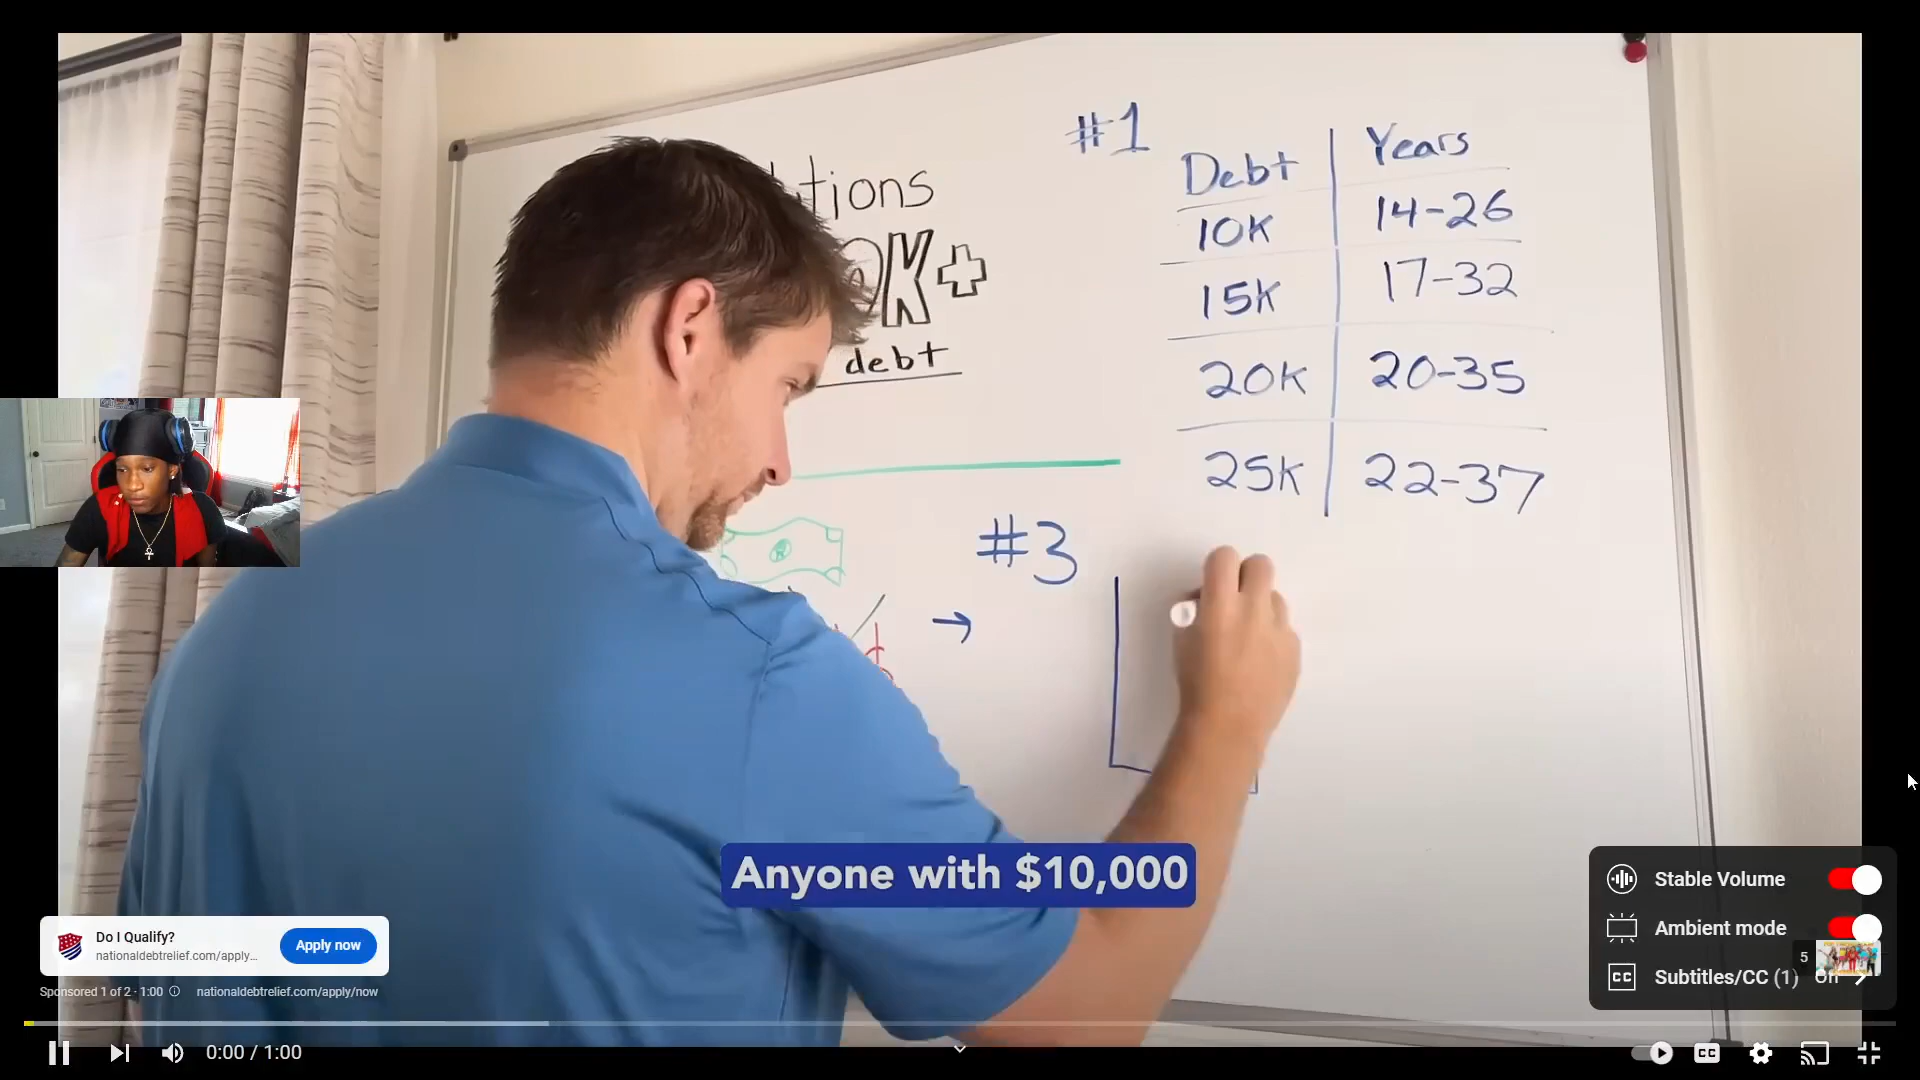 #1
Debt
Years
10K
14-26
15K
17-32
20K
20-35
25K
22-37
K+
debt
#3
Anyone with $10,000
Do I Qualify?
nationaldebtrelief.com/apply...
Apply now
Sponsored 1 of 2 · 1:00
nationaldebtrelief.com/apply/now
Stable Volume
Ambient mode
5
Subtitles/CC (1)
0:00 / 1:00
CC